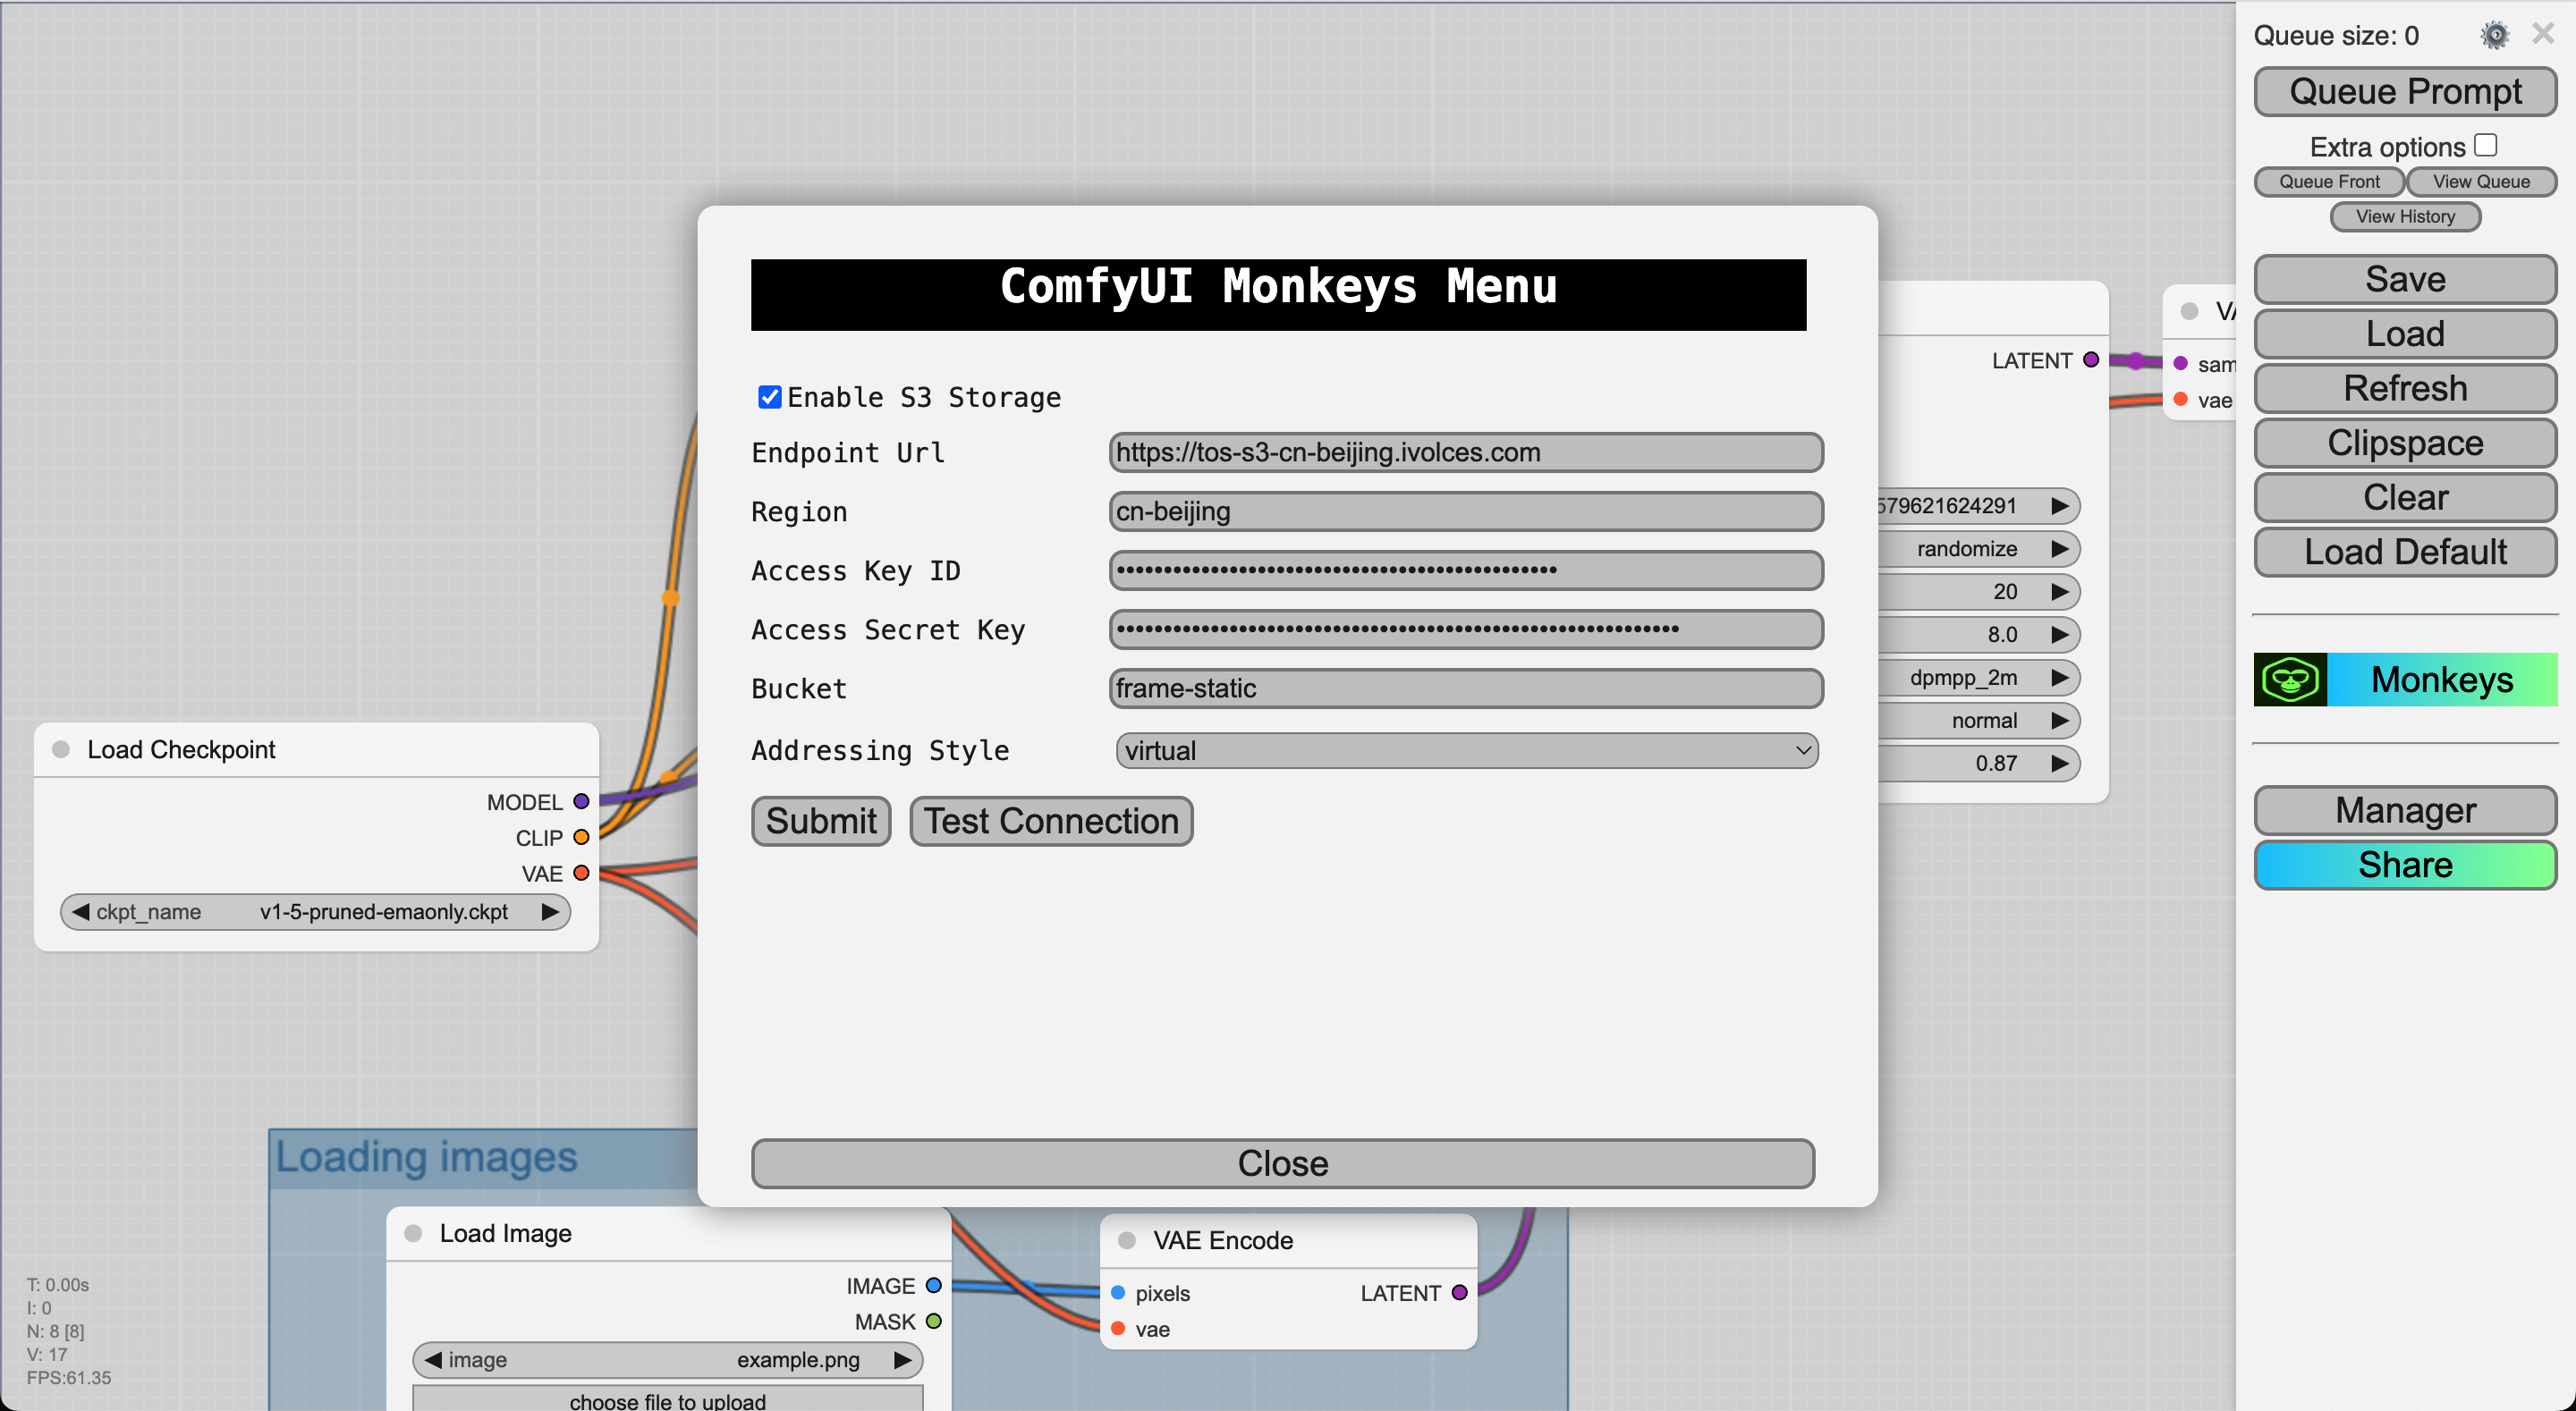 Queue size: 0
Queue Prompt
Extra options
Queue Front
View Queue
View History
Save
Load
Refresh
Clipspace
Clear
Load Default
Monkeys
Manager
Share
ComfyUI Monkeys Menu
Enable S3 Storage
Endpoint Url https://tos-s3-cn-beijing.ivolces.com
Region cn-beijing
Access Key ID
Access Secret Key
Bucket frame-static
Addressing Style virtual
Submit Test Connection
Close
LATENT
579621624291
randomize
20
8.0
dpmpp_2m
normal
0.87
VA
sam
vae
Load Checkpoint
MODEL
CLIP
VAE
ckpt_name v1-5-pruned-emaonly.ckpt
Loading images
Load Image
IMAGE
MASK
image example.png
choose file to upload
VAE Encode
pixels LATENT
vae
T: 0.00s
I: 0
N: 8 [8]
V: 17
FPS:61.35